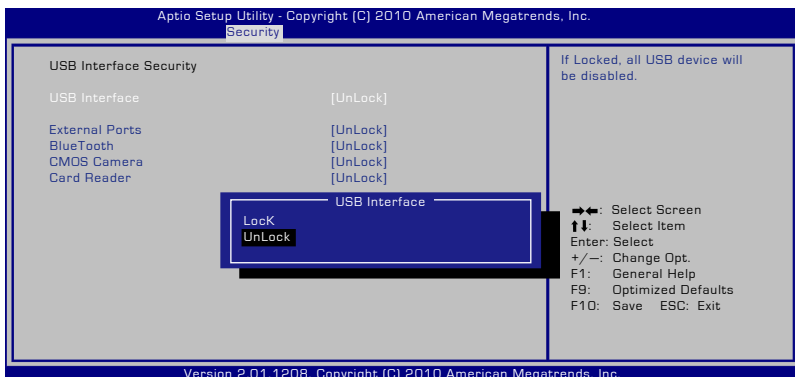 Aptio Setup Utility - Copyright (C) 2010 American Megatrends, Inc.
Security
USB Interface Security
USB Interface [UnLock]
External Ports [UnLock]
BlueTooth [UnLock]
CMOS Camera [UnLock]
Card Reader [UnLock]
USB Interface
LocK
UnLock
If Locked, all USB device will
be disabled.
→←: Select Screen
↑↓: Select Item
Enter: Select
+/—: Change Opt.
F1: General Help
F9: Optimized Defaults
F10: Save ESC: Exit
Version 2.01.1208. Copyright (C) 2010 American Megatrends, Inc.